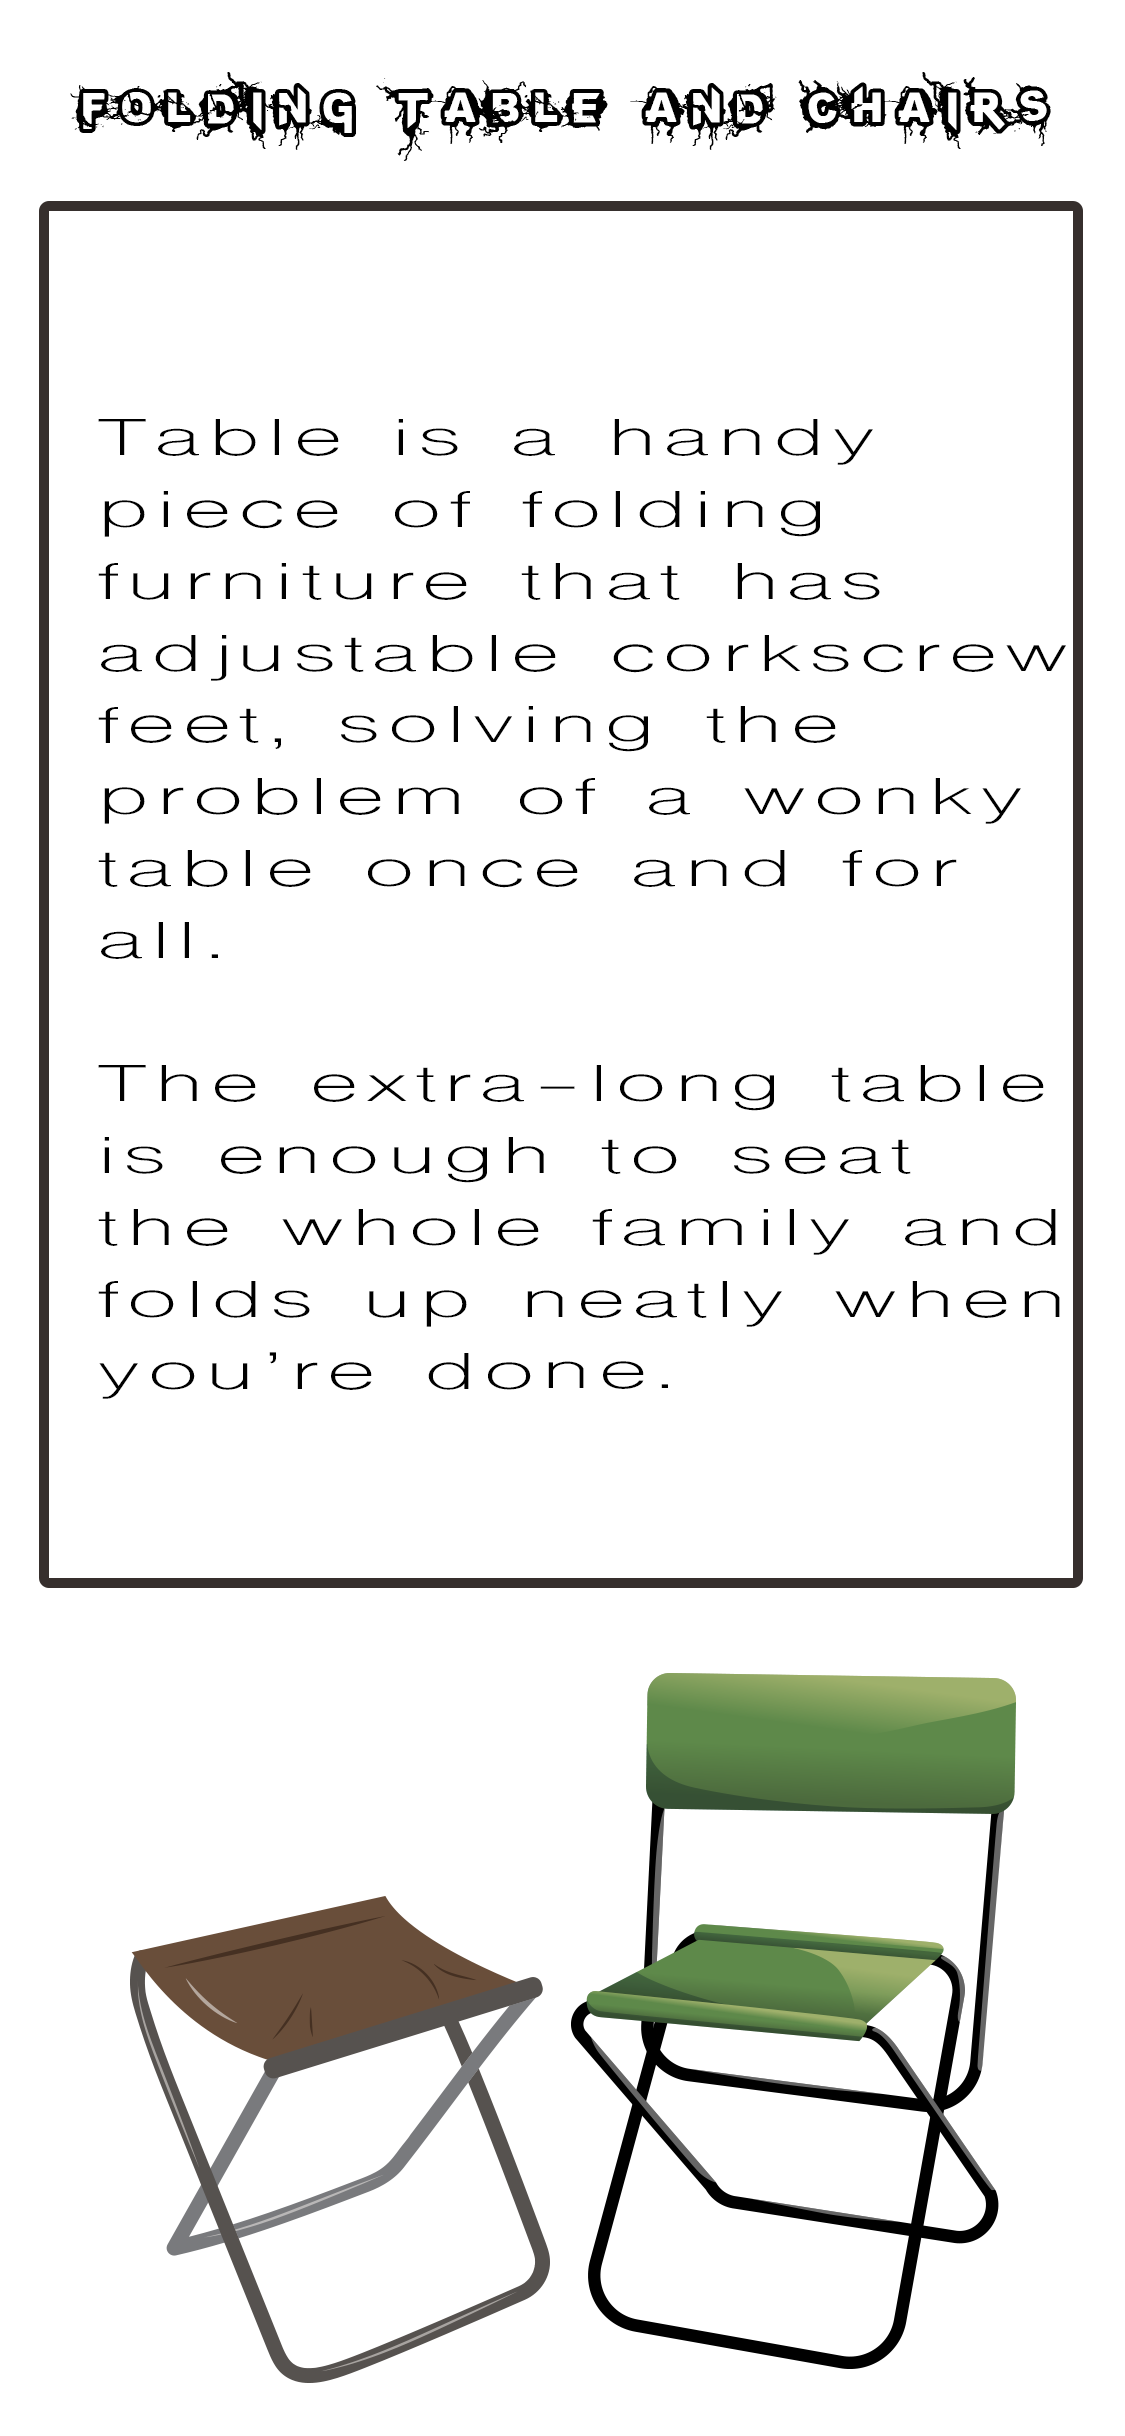 FOLDING TABLE AND CHAIRS
Table is a handy
piece of folding
furniture that has
adjustable corkscrew
feet, solving the
problem of a wonky
table once and for
all.
The extra-long table
is enough to seat
the whole family and
folds up neatly when
you’re done.